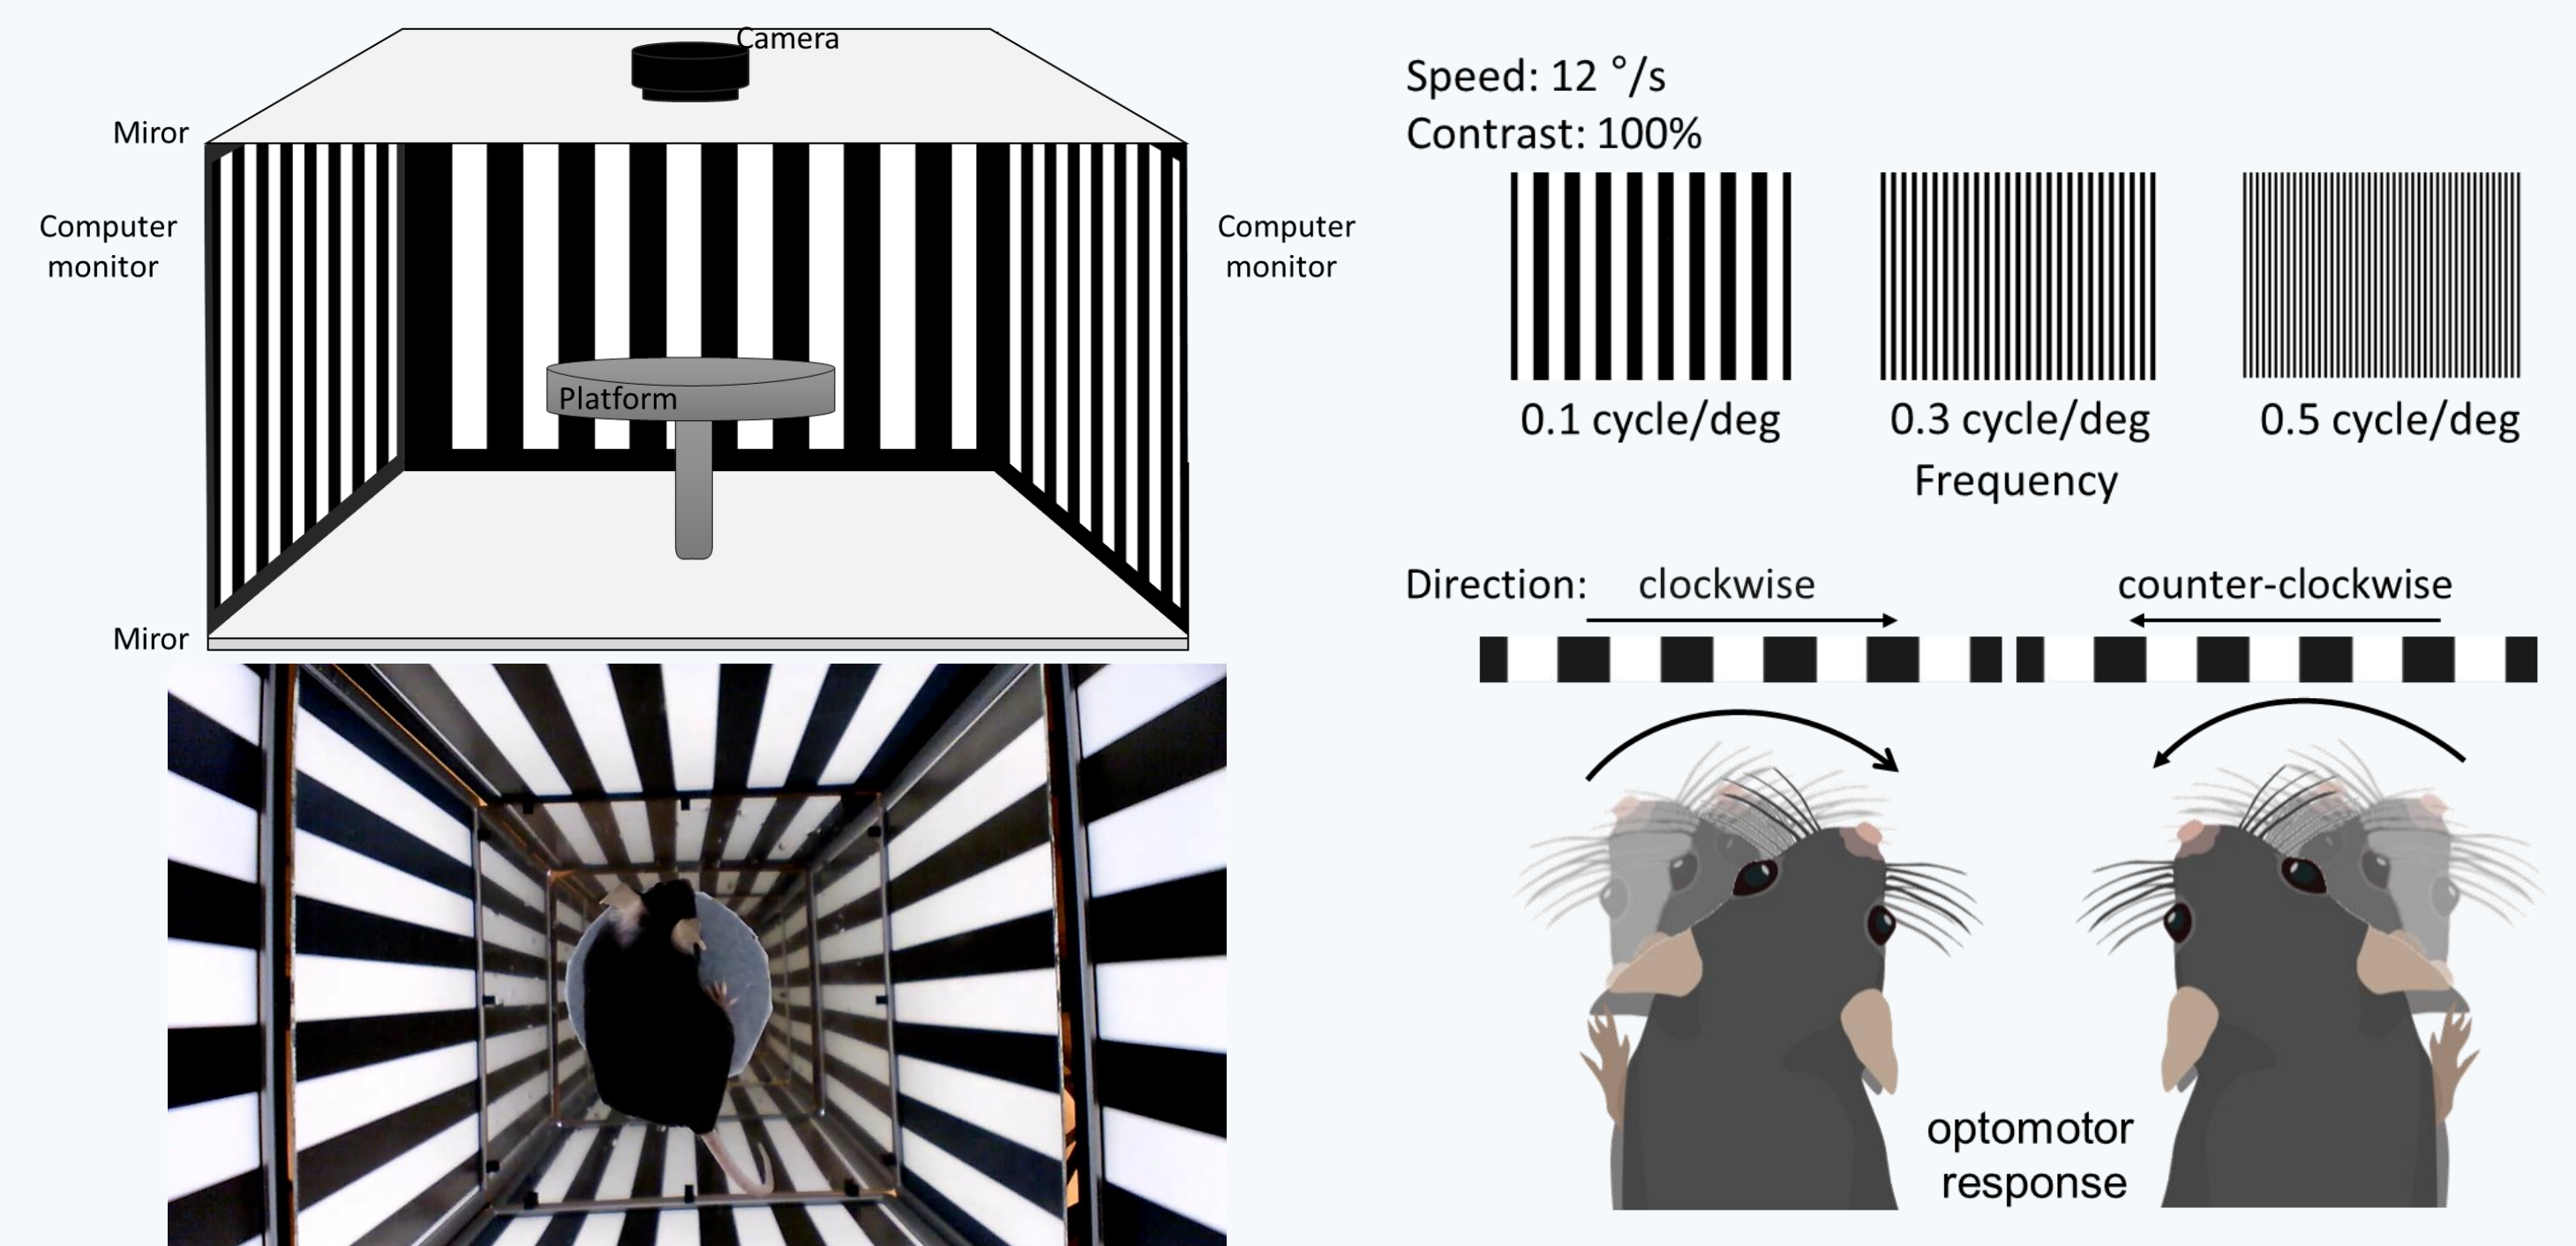 Camera
Miror
Computer
monitor
Computer
monitor
Platform
Miror
Speed: 12 °/s
Contrast: 100%
0.1 cycle/deg
0.3 cycle/deg
0.5 cycle/deg
Frequency
Direction:
clockwise
counter-clockwise
optomotor
response